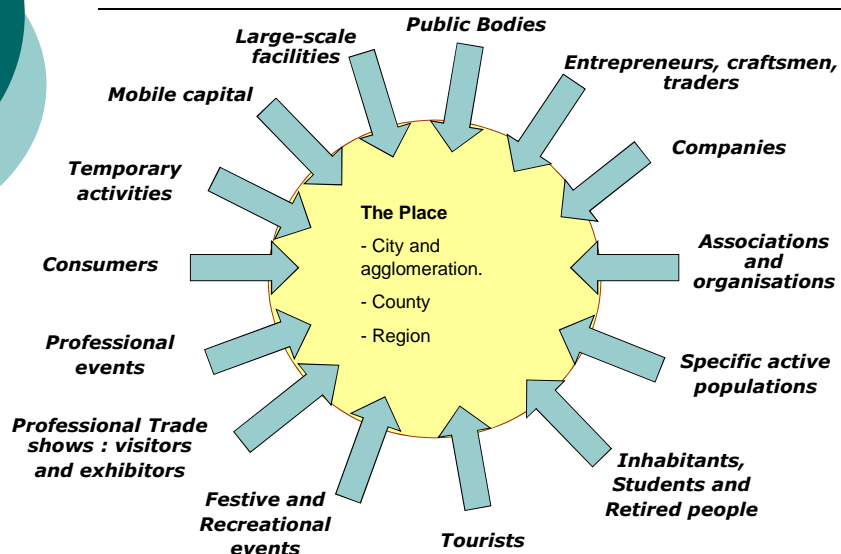 Public Bodies
Large-scale
facilities
Entrepreneurs, craftsmen,
traders
Mobile capital
Companies
Temporary
activities
The Place
- City and
agglomeration.
- County
- Region
Consumers
Associations
and
organisations
Professional
events
Specific active
populations
Professional Trade
shows : visitors
and exhibitors
Inhabitants,
Students and
Retired people
Festive and
Recreational
events
Tourists